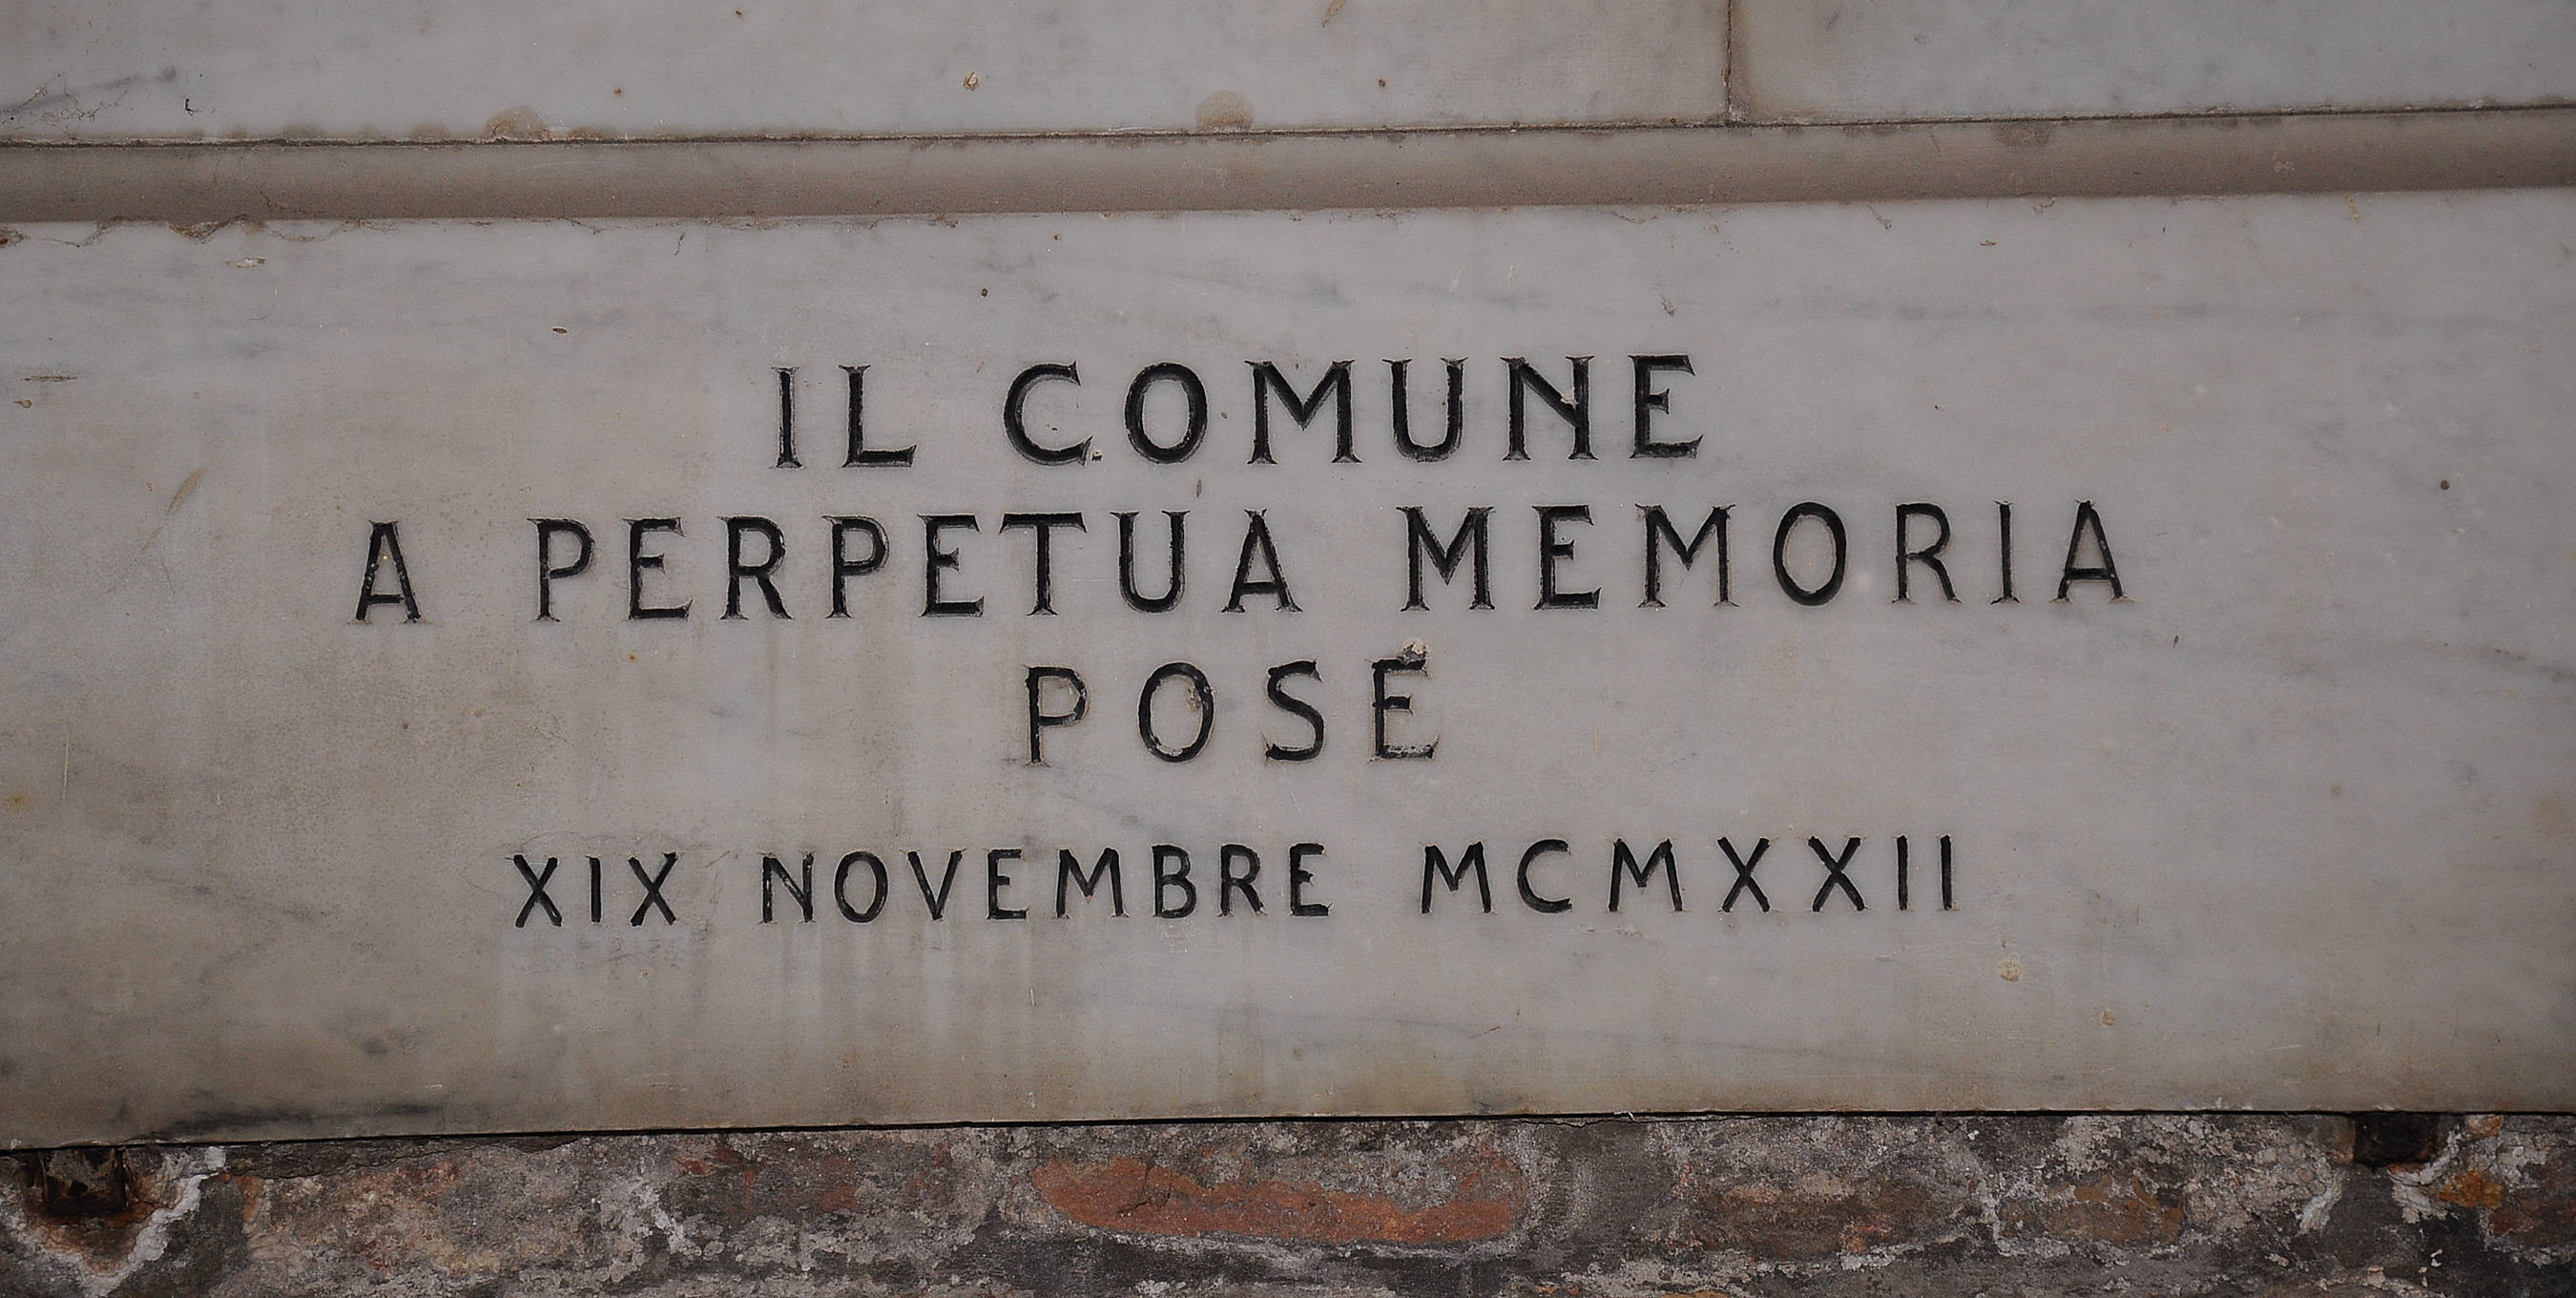 IL COMUNE
A PERPETUA MEMORIA
POSE
XIX NOVEMBRE MCMXXII